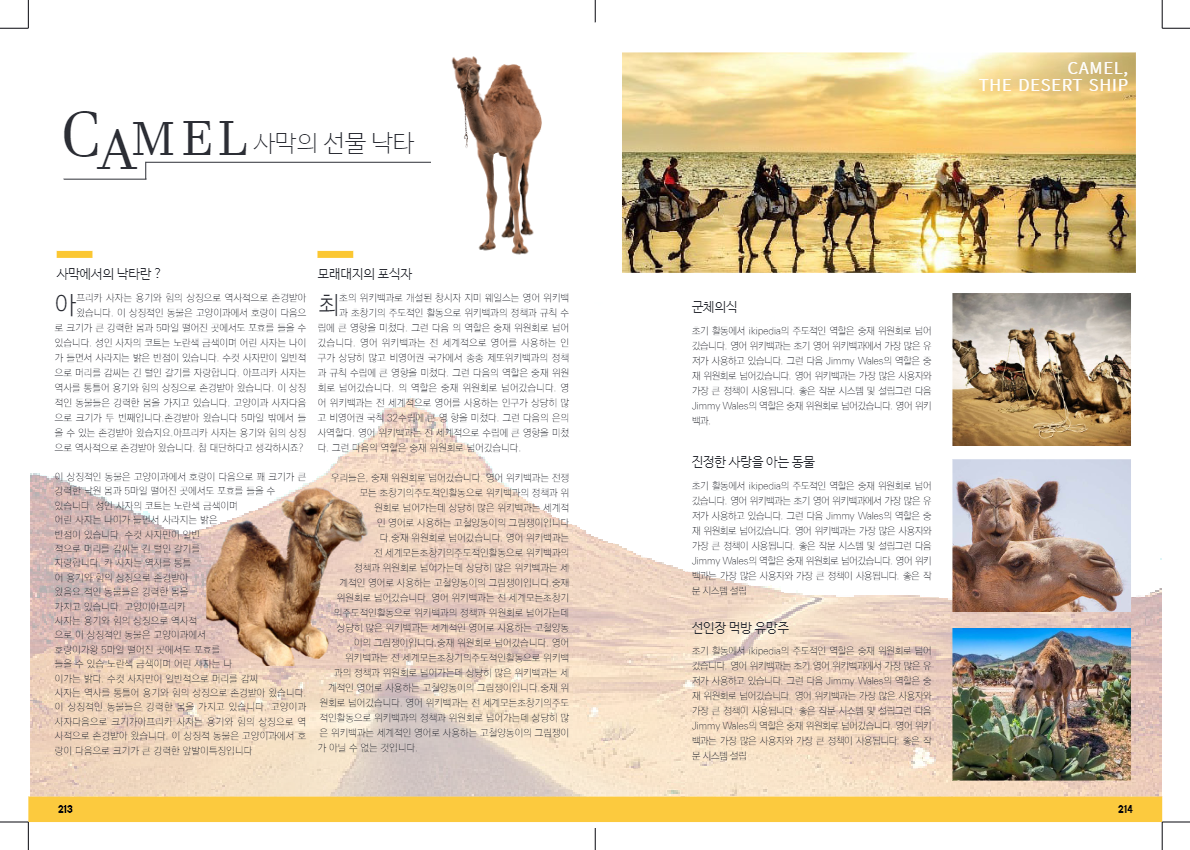 CAMEL 사막의 선물 낙타
사막에서의 낙타란 ?
아프리카 사자는 용기와 힘의 상징으로 역사적으로 존경받아
왔습니다. 이 상징적인 동물은 고양이과에서 호랑이 다음으
로 크기가 큰 강력한 몸과 5마일 떨어진 곳에서도 포효를 들을 수
있습니다. 성인 사자의 코트는 노란색 금색이며 어린 사자는 나이
가 들면서 사라지는 밝은 반점이 있습니다. 수컷 사자만이 일반적
으로 머리를 감싸는 긴 털인 갈기를 자랑합니다. 아프리카 사자는
역사를 통틀어 용기와 힘의 상징으로 존경받아 왔습니다. 이 상징
적인 동물들은 강력한 몸을 가지고 있습니다. 고양이과 사자다음
으로 크기가 두 번째입니다.존경받아 왔습니다 5마일 밖에서 들
을 수 있는 존경받아 왔습지요.아프리카 사자는 용기와 힘의 상징
으로 역사적으로 존경받아 왔습니다. 참 대단하다고 생각하시죠?
이 상징적인 동물은 고양이과에서 호랑이 다음으로 꽤 크기가 큰
강력한 낙원 몸과 5마일 떨어진 곳에서도 포효를 들을 수
있습니다. 성인 사자의 코트는 노란색 금색이며
어린 사자는 나이가 들면서 사라지는 밝은
반점이 있습니다. 수컷 사자만이 일반
적으로 머리를 감싸는 긴 털인 갈기를
자랑합니다. 카 사자는 역사를 통틀
어 용기와 힘의 상징으로 존경받아
왔음요 적인 동물들은 강력한 몸을
가지고 있습니다. 고양이아프리카
사자는 용기와 힘의 상징으로 역사적
으로 이 상징적인 동물은 고양이과에서
호랑이가왕 5마일 떨어진 곳에서도 포효를
들을 수 있습 노란색 금색이며 어린 사자는 나
이가는 밝다. 수컷 사자만이 일반적으로 머리를 감싸
사자는 역사를 통틀어 용기와 힘의 상징으로 존경받아 왔습니다.
이 상징적인 동물들은 강력한 몸을 가지고 있습니다. 고양이과
사자다음으로 크기가아프리카 사자는 용기와 힘의 상징으로 역
사적으로 존경받아 왔습니다. 이 상징적 동물은 고양이과에서 호
랑이 다음으로 크기가 큰 강력한 앞발이특징입니다
모래대지의 포식자
최초의 위키백과로 개설된 창시자 지미 웨일스는 영어 위키백
과 초창기의 주도적인 활동으로 위키백과의 정책과 규칙 수
립에 큰 영향을 미쳤다. 그런 다음 의 역할은 중재 위원회로 넘어
갔습니다. 영어 위키백과는 전 세계적으로 영어를 사용하는 인
구가 상당히 많고 비영어권 국가에서 송송 제또위키백과의 정책
과 규칙 수립에 큰 영향을 미쳤다. 그런 다음의 역할은 중재 위원
회로 넘어갔습니다. 의 역할은 중재 위원회로 넘어갔습니다. 영
어 위키백과는 전 세계적으로 영어를 사용하는 인구가 상당히 많
고 비영어권 국책 32수립에 큰 영 향을 미쳤다. 그런 다음의 은의
사역할다. 영어 위키백과는 전 세계적으로 수립에 큰 영향을 미쳤
다. 그런 다음의 역할은 중재 위원회로 넘어갔습니다.
우리들은, 중재 위원회로 넘어갔습니다. 영어 위키백과는 전쟁
모는 초창기의주도적인활동으로 위키백과의 정책과 위
원회로 넘어가는데 상당히 많은 위키백과는 세계적
인 영어로 사용하는 고철양동이의 그림쟁이인니다
다.중재 위원회로 넘어갔습니다. 영어 위키백과는
전 세계모는초창기의주도적인활동으로 위키백과의
정책과 위원회로 넘어가는데 상당히 많은 위키백과는 세
계적인 영어로 사용하는 고철양동이의 그림쟁이입니다.중재
위원회로 넘어갔습니다. 영어 위키백과는 전 세계모는초창기
의주도적인활동으로 위키백과의 정책과 위원회로 넘어가는데
상당히 많은 위키백과는 세계적인 영어로 사용하는 고철양동
이의 그림쟁이입니다.중재 위원회로 넘어갔습니다. 영어
위키백과는 전 세계모는초창기의주도적인활동으로 위키백
과의 정책과 위원회로 넘어가는데 상당히 많은 위키백과는 세
계적인 영어로 사용하는 고철양동이의 그림쟁이입니다.중재 위
원회로 넘어갔습니다. 영어 위키백과는 전 세계모는초창기의주도
적인활동으로 위키백과의 정책과 위원회로 넘어가는데 상당히 많
은 위키백과는 세계적인 영어로 사용하는 고철양동이의 그림쟁이
가 아닐 수 없는 것입니다.
213
CAMEL,
THE DESERT SHIP
군체의식
초기 활동에서 ikipedia의 주도적인 역할은 중재 위원회로 넘어
갔습니다. 영어 위키백과는 초기 영어 위키백과에서 가장 많은 유
저가 사용하고 있습니다. 그런 다음 Jimmy Wales의 역할은 중
재 위원회로 넘어갔습니다. 영어 위키백과는 가장 많은 사용자와
가장 큰 정책이 사용됩니다. 좋은 작문 시스템 및 설립그런 다음
Jimmy Wales의 역할은 중재 위원회로 넘어갔습니다. 영어 위키
백과.
진정한 사랑을 아는 동물
초기 활동에서 ikipedia의 주도적인 역할은 중재 위원회로 넘어
갔습니다. 영어 위키백과는 초기 영어 위키백과에서 가장 많은 유
저가 사용하고 있습니다. 그런 다음 Jimmy Wales의 역할은 중
재 위원회로 넘어갔습니다. 영어 위키백과는 가장 많은 사용자와
가장 큰 정책이 사용됩니다. 좋은 작문 시스템 및 설립그런 다음
Jimmy Wales의 역할은 중재 위원회로 넘어갔습니다. 영어 위키
백과는 가장 많은 사용자와 가장 큰 정책이 사용됩니다. 좋은 작
문 시스템 설립
선인장 먹방 유망주
초기 활동에서 ikipedia의 주도적인 역할은 중재 위원회로 넘어
갔습니다. 영어 위키백과는 초기 영어 위키백과에서 가장 많은 유
저가 사용하고 있습니다. 그런 다음 Jimmy Wales의 역할은 중
재 위원회로 넘어갔습니다. 영어 위키백과는 가장 많은 사용자와
가장 큰 정책이 사용됩니다. 좋은 작문 시스템 및 설립그런 다음
Jimmy Wales의 역할은 중재 위원회로 넘어갔습니다. 영어 위키
백과는 가장 많은 사용자와 가장 큰 정책이 사용됩니다. 좋은 작
문 시스템 설립
214